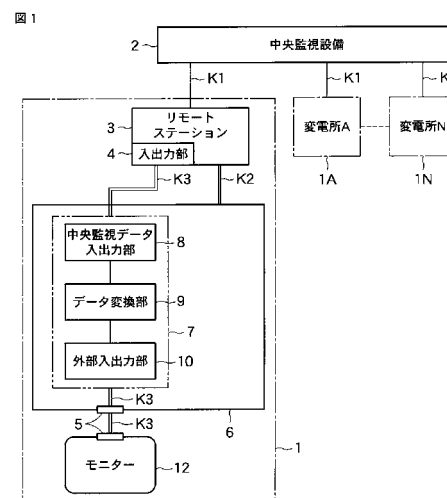 図1
2
中央監視設備
K1
K1
K
3
リモート
ステーション
4
入出力部
変電所A
変電所N
1A
1N
K3
K2
中央監視データ
入出力部
8
データ変換部
9
7
外部入出力部
10
K3
5
K3
6
モニター
12
1